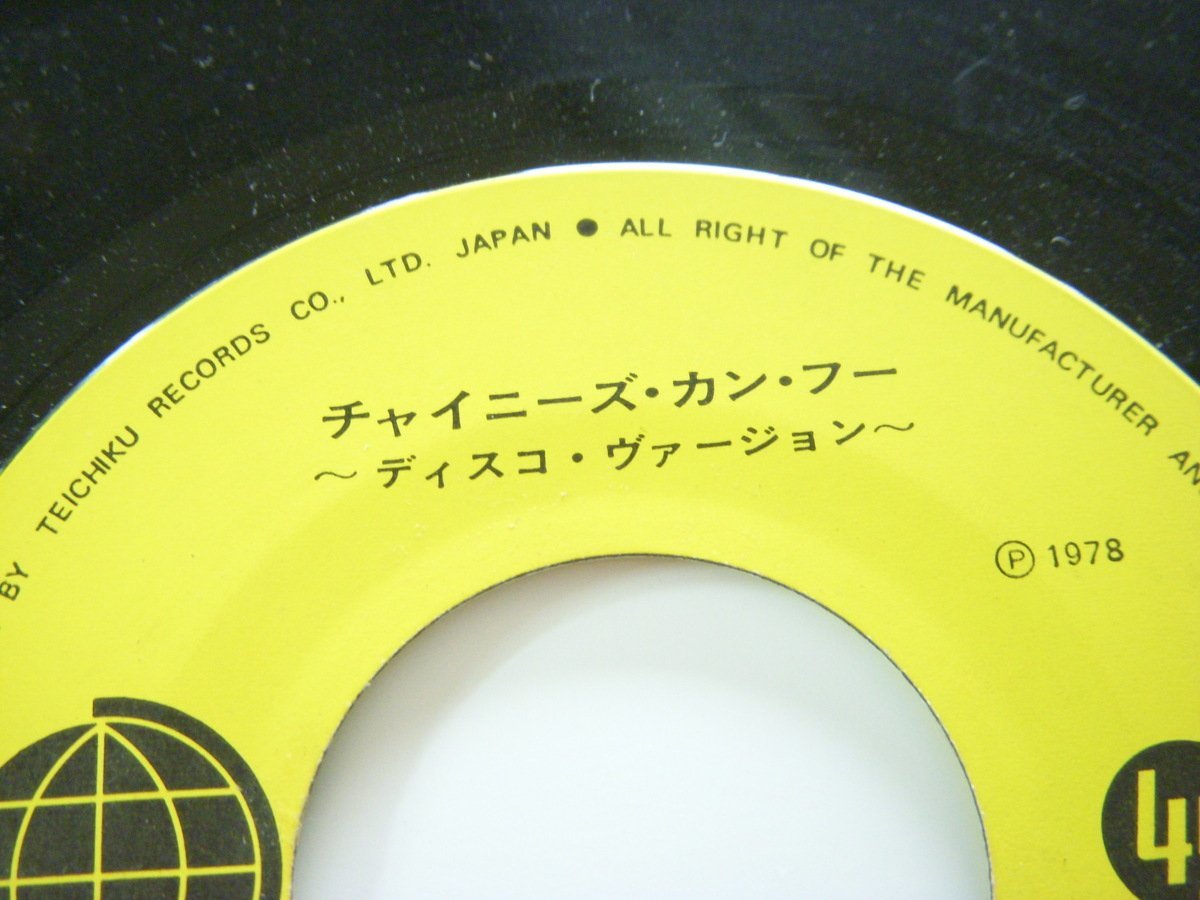 BY TEICHIKU RECORDS CO., LTD. JAPAN ● ALL RIGHT OF THE MANUFACTURER
チャイニーズ・カン・フー
～ディスコ・ヴァージョン～
Ⓟ 1978